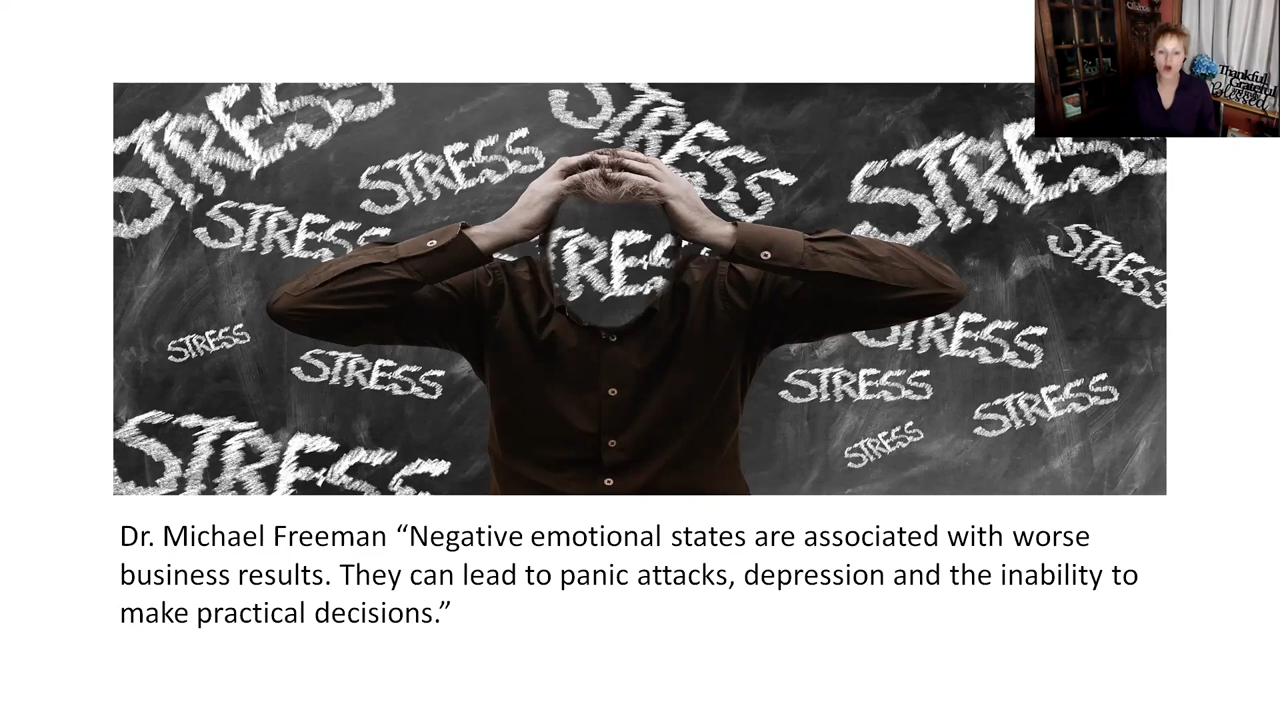 Thankful
Grateful
Blessed
STRESS
STRESS
STRESS
STRESS
STRESS
STRESS
STRES
STRESS
STRESS
STRESS
STRESS
STRESS
STRESS
STRESS
Dr. Michael Freeman “Negative emotional states are associated with worse
business results. They can lead to panic attacks, depression and the inability to
make practical decisions.”